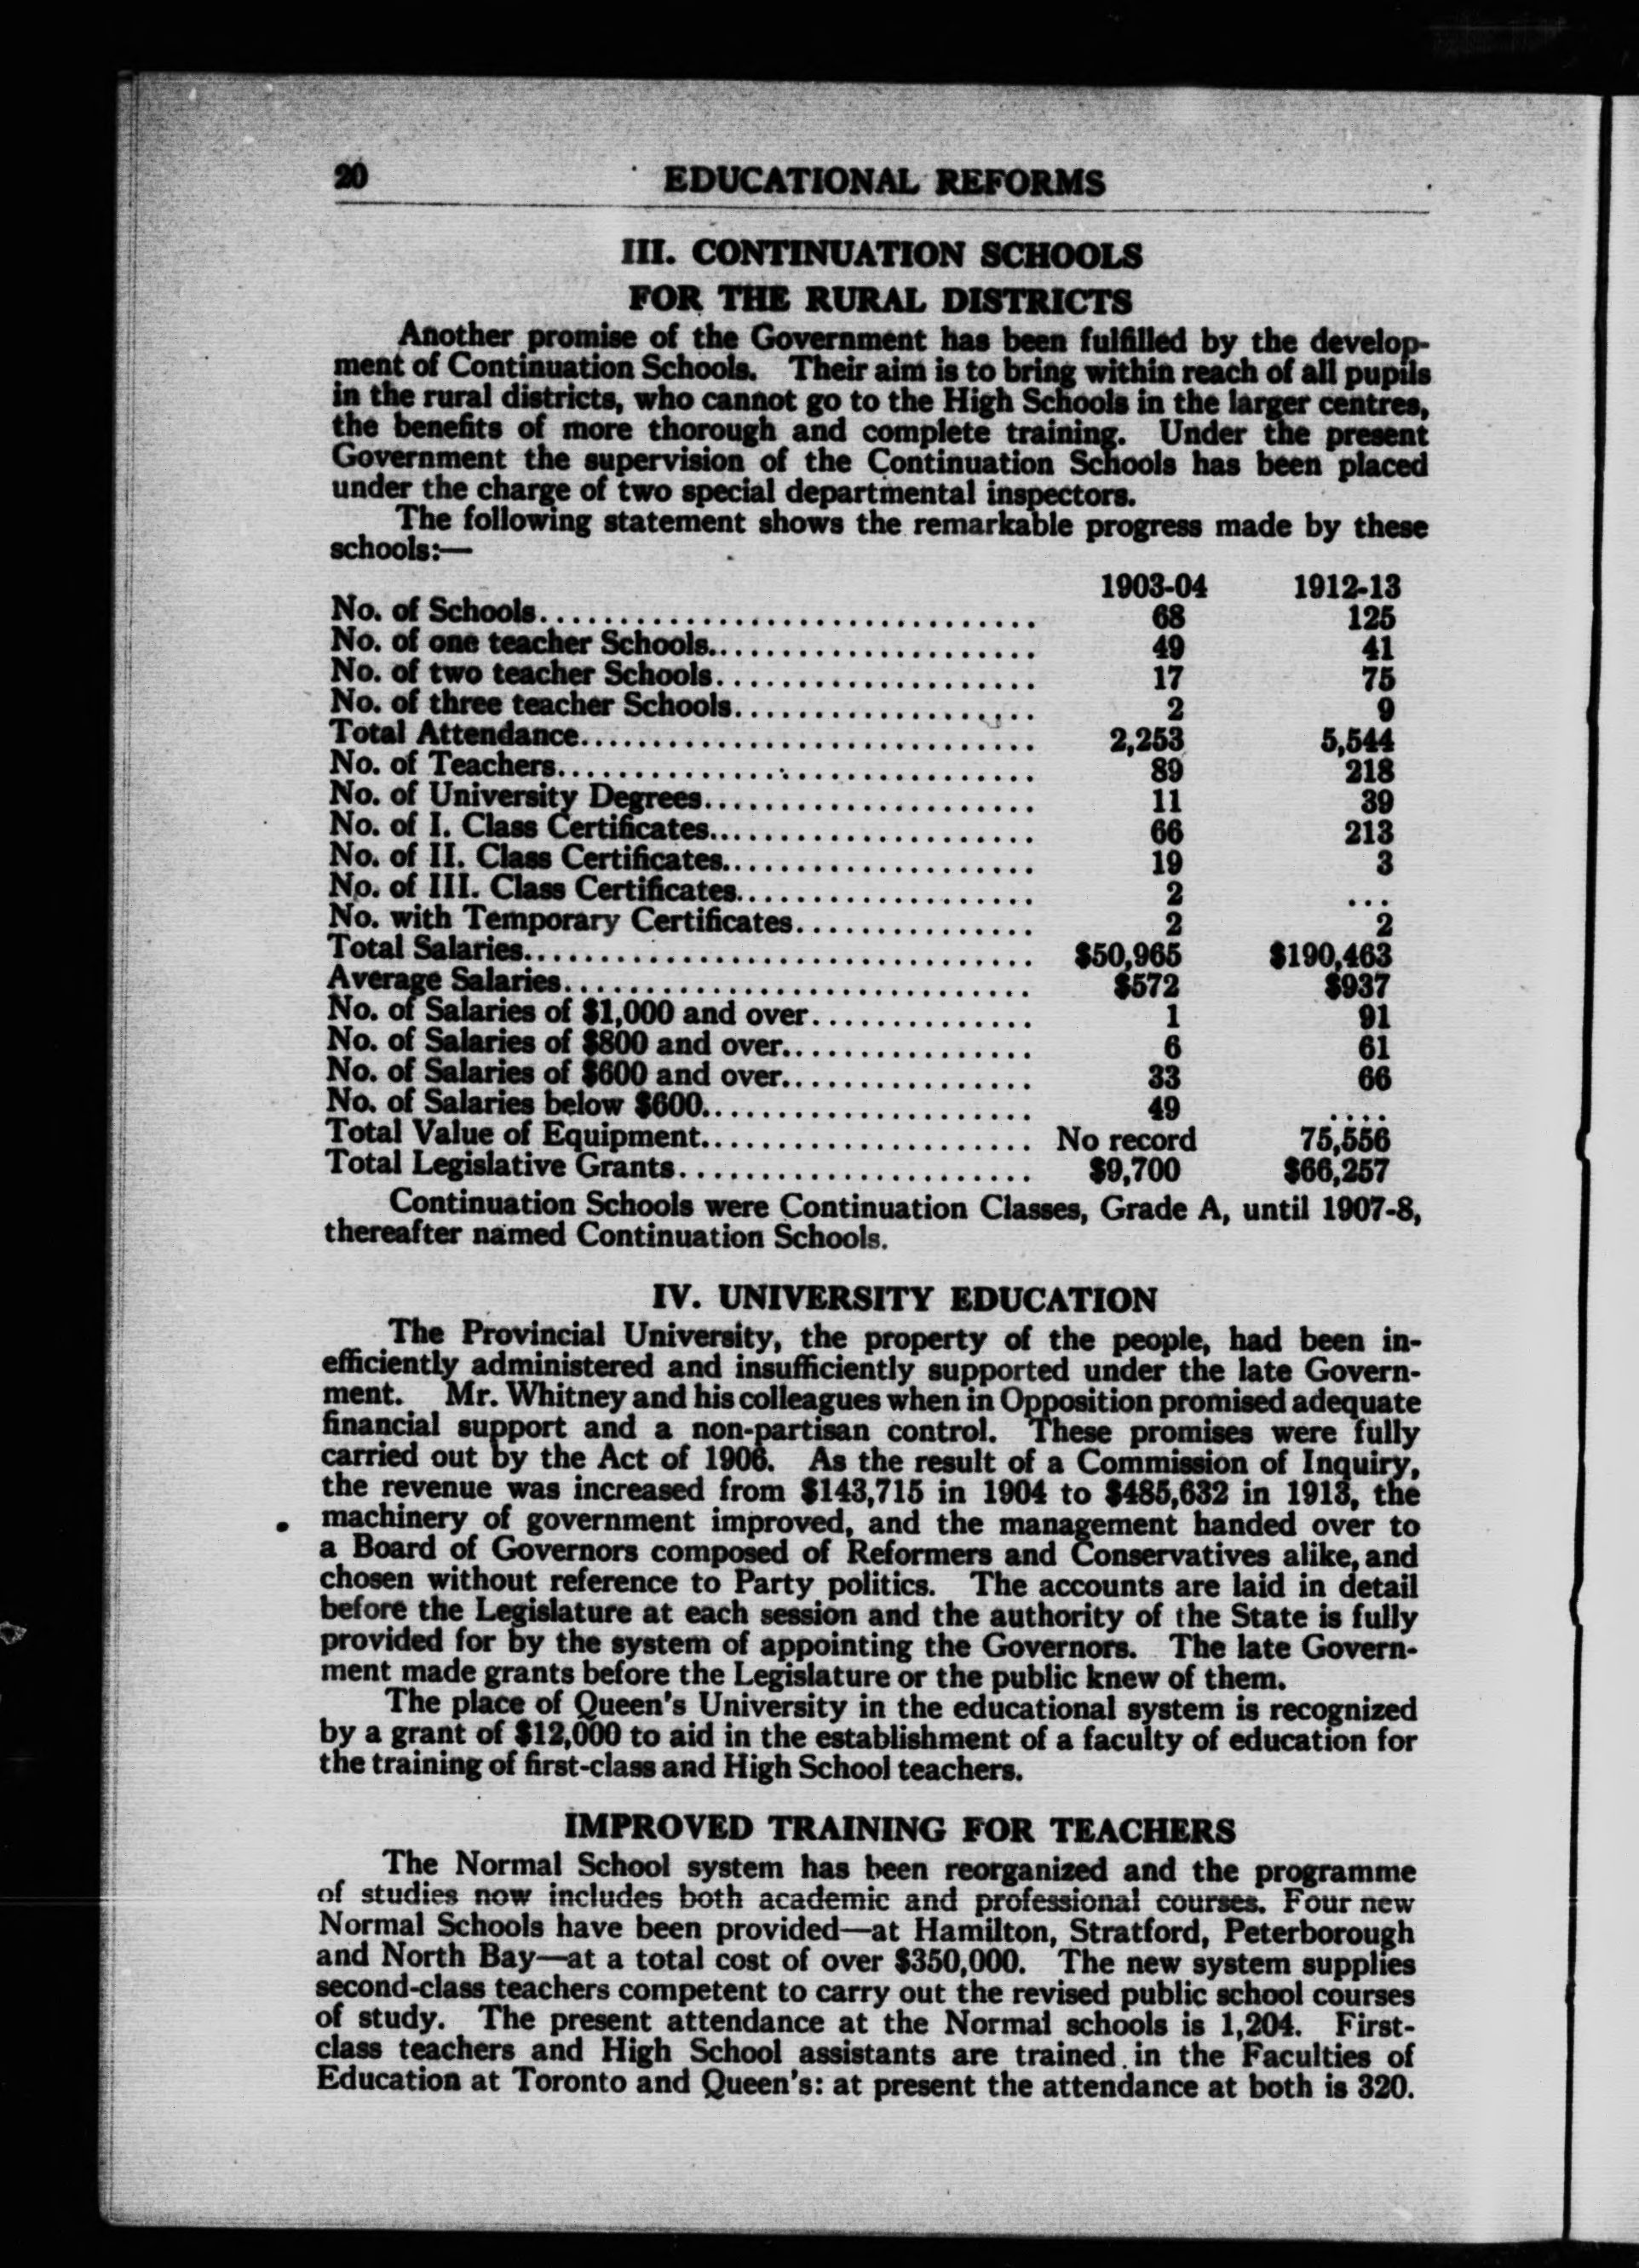 20 EDUCATIONAL REFORMS
III. CONTINUATION SCHOOLS
FOR THE RURAL DISTRICTS
Another promise of the Government has been fulfilled by the develop-
ment of Continuation Schools. Their aim is to bring within reach of all pupils
in the rural districts, who cannot go to the High Schools in the larger centres,
the benefits of more thorough and complete training. Under the present
Government the supervision of the Continuation Schools has been placed
under the charge of two special departmental inspectors.
The following statement shows the remarkable progress made by these
schools:—
1903-04 1912-13
No. of Schools................................. 68 125
No. of one teacher Schools...................... 49 41
No. of two teacher Schools...................... 17 75
No. of three teacher Schools.................... 2 9
Total Attendance............................... 2,253 5,544
No. of Teachers................................ 89 218
No. of University Degrees....................... 11 39
No. of I. Class Certificates...................... 66 213
No. of II. Class Certificates..................... 19 3
No. of III. Class Certificates.................... 2 ...
No. with Temporary Certificates................ 2 2
Total Salaries.................................. $50,965 $190,463
Average Salaries............................... $572 $937
No. of Salaries of $1,000 and over............... 1 91
No. of Salaries of $800 and over................. 6 61
No. of Salaries of $600 and over................. 33 66
No. of Salaries below $600...................... 49 ....
Total Value of Equipment....................... No record 75,556
Total Legislative Grants........................ $9,700 $66,257
Continuation Schools were Continuation Classes, Grade A, until 1907-8,
thereafter named Continuation Schools.
IV. UNIVERSITY EDUCATION
The Provincial University, the property of the people, had been in-
efficiently administered and insufficiently supported under the late Govern-
ment. Mr. Whitney and his colleagues when in Opposition promised adequate
financial support and a non-partisan control. These promises were fully
carried out by the Act of 1906. As the result of a Commission of Inquiry,
the revenue was increased from $143,715 in 1904 to $485,632 in 1913, the
machinery of government improved, and the management handed over to
a Board of Governors composed of Reformers and Conservatives alike, and
chosen without reference to Party politics. The accounts are laid in detail
before the Legislature at each session and the authority of the State is fully
provided for by the system of appointing the Governors. The late Govern-
ment made grants before the Legislature or the public knew of them.
The place of Queen's University in the educational system is recognized
by a grant of $12,000 to aid in the establishment of a faculty of education for
the training of first-class and High School teachers.
IMPROVED TRAINING FOR TEACHERS
The Normal School system has been reorganized and the programme
of studies now includes both academic and professional courses. Four new
Normal Schools have been provided—at Hamilton, Stratford, Peterborough
and North Bay—at a total cost of over $350,000. The new system supplies
second-class teachers competent to carry out the revised public school courses
of study. The present attendance at the Normal schools is 1,204. First-
class teachers and High School assistants are trained in the Faculties of
Education at Toronto and Queen's: at present the attendance at both is 320.